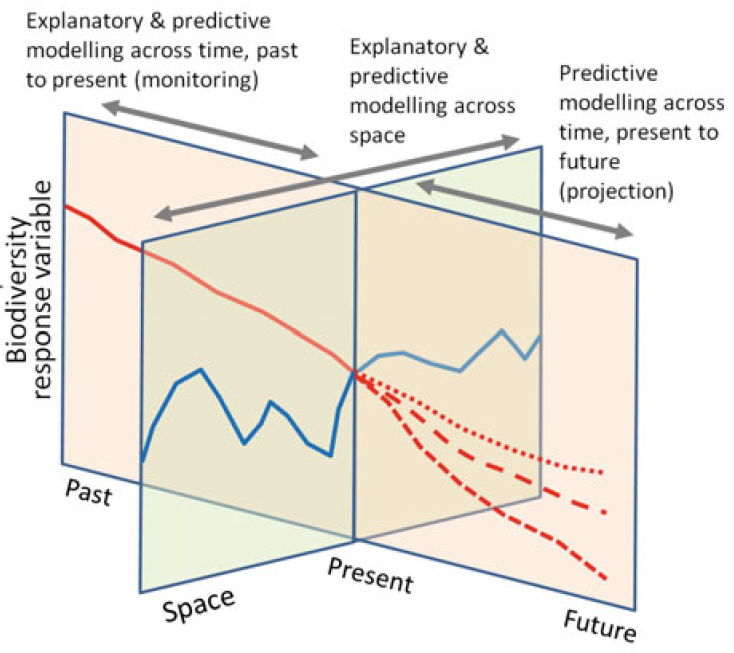 Explanatory & predictive
modelling across time, past
to present (monitoring)
Explanatory &
predictive
modelling across
space
Predictive
modelling across
time, present to
future
(projection)
Biodiversity
response variable
Past
Space
Present
Future